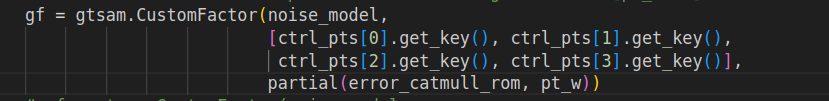 gf = gtsam.CustomFactor(noise_model,
[ctrl_pts[0].get_key(), ctrl_pts[1].get_key(),
ctrl_pts[2].get_key(), ctrl_pts[3].get_key()],
partial(error_catmull_rom, pt_w))